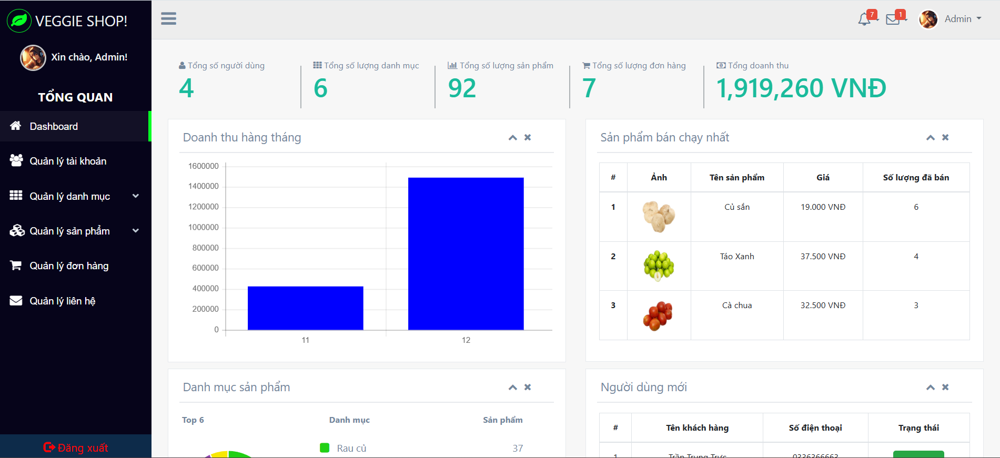 VEGGIE SHOP!
Xin chào, Admin!
TỔNG QUAN
Dashboard
Quản lý tài khoản
Quản lý danh mục
Quản lý sản phẩm
Quản lý đơn hàng
Quản lý liên hệ
Đăng xuất
7
1
Admin
Tổng số người dùng
4
Tổng số lượng danh mục
6
Tổng số lượng sản phẩm
92
Tổng số lượng đơn hàng
7
Tổng doanh thu
1,919,260 VNĐ
Doanh thu hàng tháng
1600000
1400000
1200000
1000000
800000
600000
400000
200000
0
11 12
Sản phẩm bán chạy nhất
# Ảnh Tên sản phẩm Giá Số lượng đã bán
1 Củ sắn 19.000 VNĐ 6
2 Táo Xanh 37.500 VNĐ 4
3 Cà chua 32.500 VNĐ 3
Danh mục sản phẩm
Top 6 Danh mục Sản phẩm
Rau củ 37
Người dùng mới
# Tên khách hàng Số điện thoại Trạng thái
1 Trần Trung Trực 0336366663